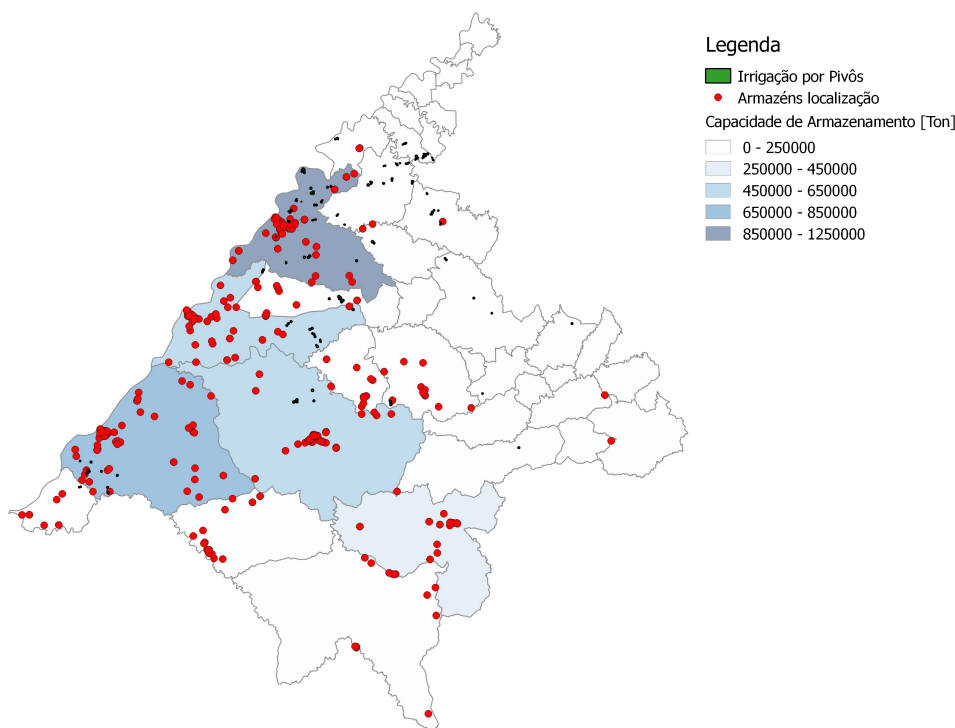 Legenda
Irrigação por Pivôs
Armazéns localização
Capacidade de Armazenamento [Ton]
0 - 250000
250000 - 450000
450000 - 650000
650000 - 850000
850000 - 1250000